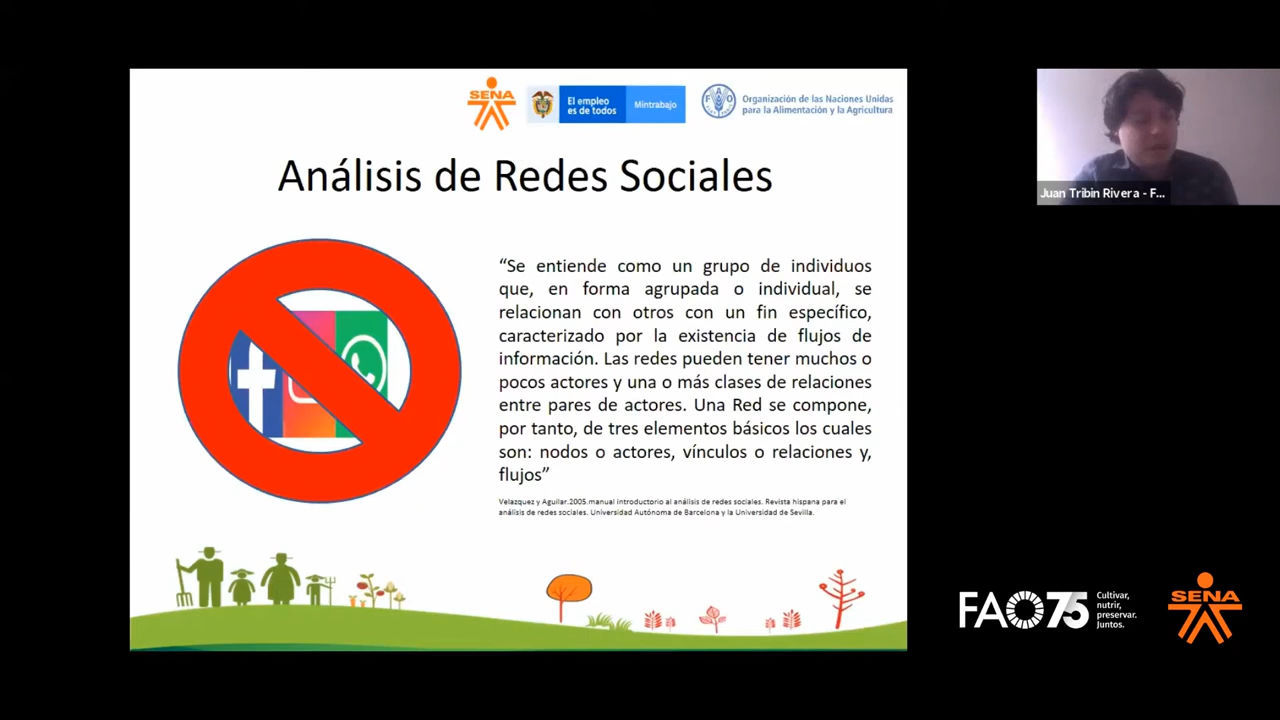 SENA
El empleo
es de todos
Mintrabajo
FAO
Organización de las Naciones Unidas
para la Alimentación y la Agricultura
Análisis de Redes Sociales
“Se entiende como un grupo de individuos
que, en forma agrupada o individual, se
relacionan con otros con un fin específico,
caracterizado por la existencia de flujos de
información. Las redes pueden tener muchos o
pocos actores y una o más clases de relaciones
entre pares de actores. Una Red se compone,
por tanto, de tres elementos básicos los cuales
son: nodos o actores, vínculos o relaciones y,
flujos”
Velazquez y Aguilar.2005.manual introductorio al análisis de redes sociales. Revista hispana para el
análisis de redes sociales. Universidad Autónoma de Barcelona y la Universidad de Sevilla.
Juan Tribin Rivera - F...
FAO75
Cultivar,
nutrir,
preservar.
Juntos.
SENA